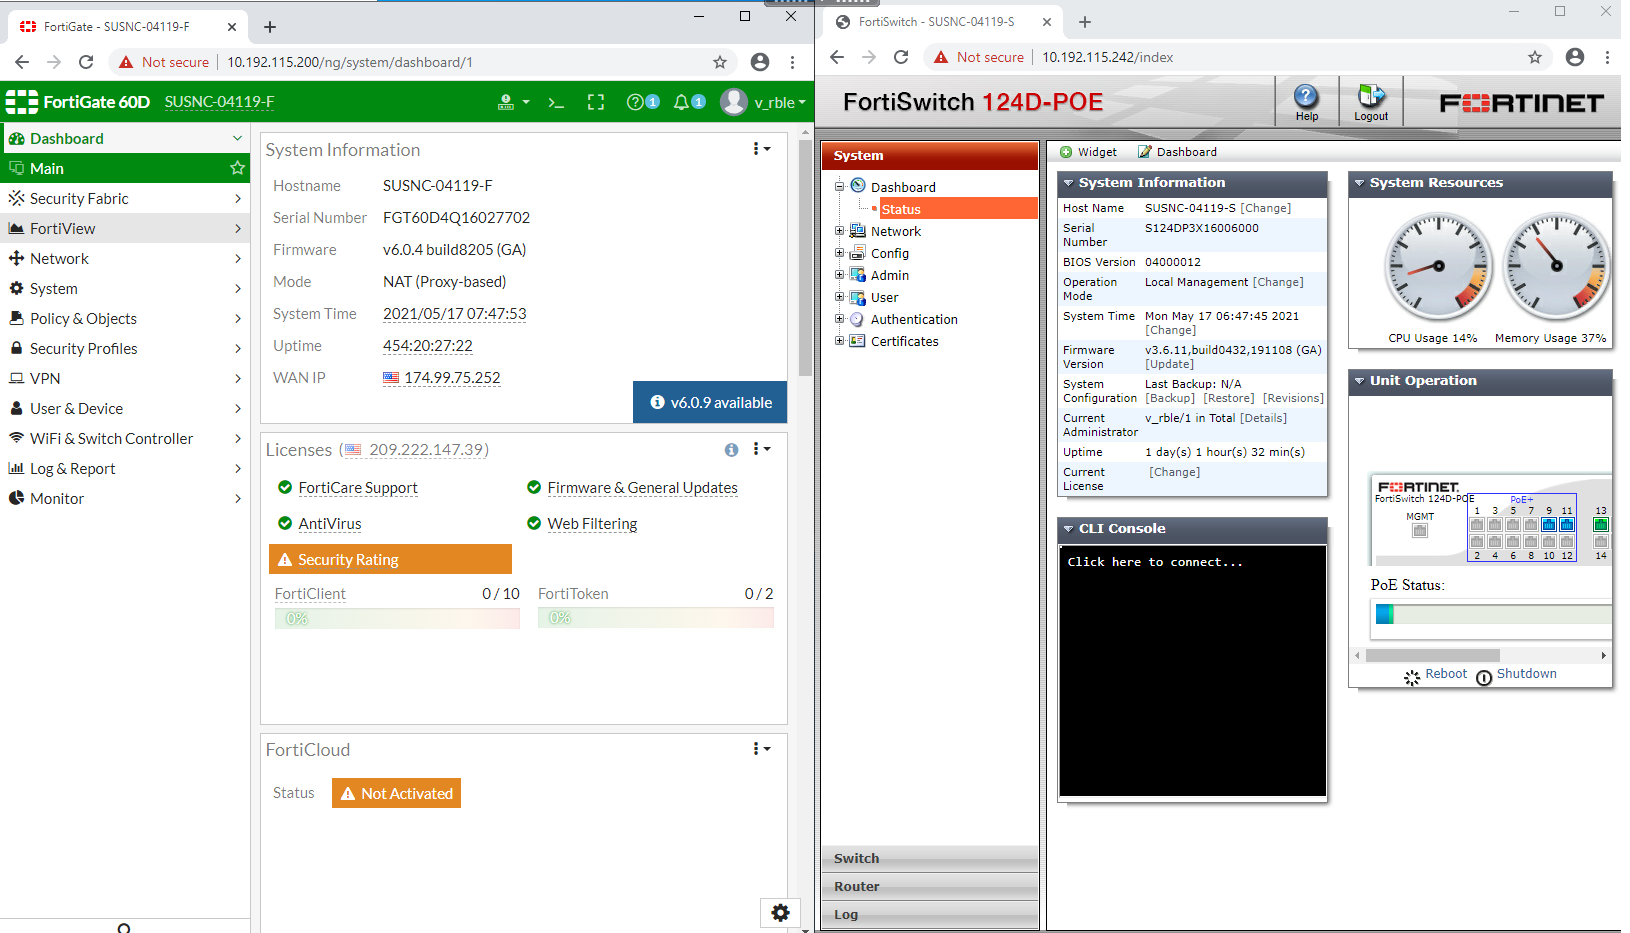 FortiGate - SUSNC-04119-F
Not secure
10.192.115.200/ng/system/dashboard/1
FortiGate 60D
SUSNC-04119-F
1
1
v_rble
Dashboard
Main
Security Fabric
FortiView
Network
System
Policy & Objects
Security Profiles
VPN
User & Device
WiFi & Switch Controller
Log & Report
Monitor
System Information
Hostname SUSNC-04119-F
Serial Number FGT60D4Q16027702
Firmware v6.0.4 build8205 (GA)
Mode NAT (Proxy-based)
System Time 2021/05/17 07:47:53
Uptime 454:20:27:22
WAN IP 174.99.75.252
v6.0.9 available
Licenses (209.222.147.39)
FortiCare Support
Firmware & General Updates
AntiVirus
Web Filtering
Security Rating
FortiClient 0 / 10
0%
FortiToken 0 / 2
0%
FortiCloud
Status Not Activated
FortiSwitch - SUSNC-04119-S
Not secure
10.192.115.242/index
FortiSwitch 124D-POE
Help
Logout
FORTINET
System
Dashboard
Status
Network
Config
Admin
User
Authentication
Certificates
Switch
Router
Log
Widget
Dashboard
System Information
Host Name SUSNC-04119-S [Change]
Serial Number S124DP3X16006000
BIOS Version 04000012
Operation Mode Local Management [Change]
System Time Mon May 17 06:47:45 2021 [Change]
Firmware Version v3.6.11,build0432,191108 (GA) [Update]
System Configuration Last Backup: N/A [Backup] [Restore] [Revisions]
Current Administrator v_rble/1 in Total [Details]
Uptime 1 day(s) 1 hour(s) 32 min(s)
Current License [Change]
CLI Console
Click here to connect...
System Resources
CPU Usage 14%
Memory Usage 37%
Unit Operation
FORTINET
FortiSwitch 124D-POE
PoE+
MGMT
1 3 5 7 9 11 13
2 4 6 8 10 12 14
PoE Status:
Reboot
Shutdown